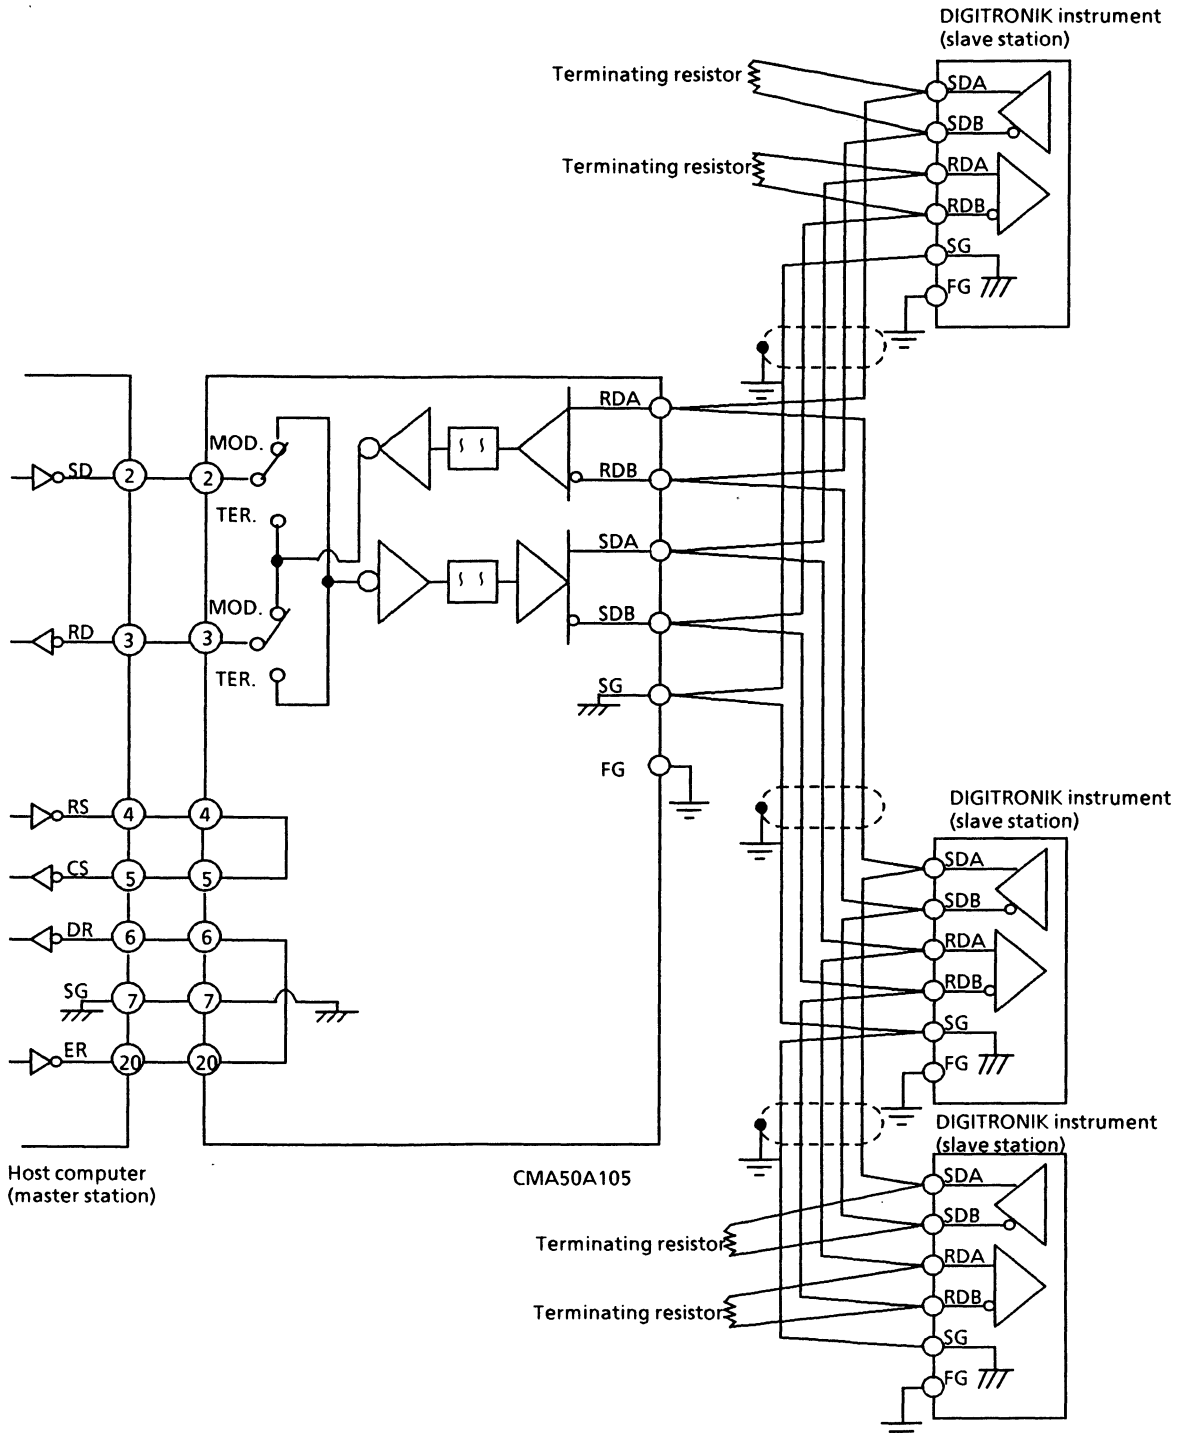 DIGITRONIK instrument
(slave station)
Terminating resistor
SDA
SDB
Terminating resistor
RDA
RDB
SG
FG
RDA
MOD.
SD
2
2
RDB
TER.
SDA
MOD.
SDB
RD
3
3
TER.
SG
FG
RS
4
4
CS
5
5
DR
6
6
SG
7
7
ER
20
20
Host computer
(master station)
CMA50A105
DIGITRONIK instrument
(slave station)
SDA
SDB
RDA
RDB
SG
FG
DIGITRONIK instrument
(slave station)
SDA
SDB
Terminating resistor
RDA
RDB
Terminating resistor
SG
FG